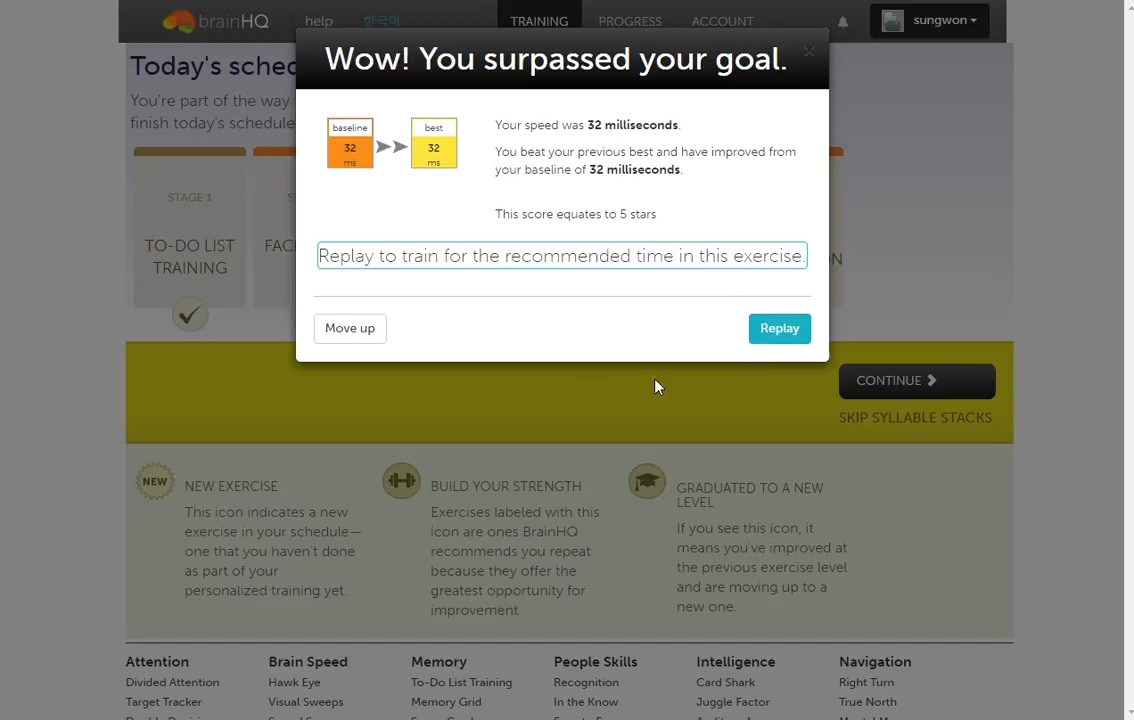 brainHQ help 한국어 TRAINING PROGRESS ACCOUNT sungwon
Wow! You surpassed your goal.
Today's sched
You're part of the way
finish today's schedule
baseline
32
ms
best
32
ms
Your speed was 32 milliseconds.
You beat your previous best and have improved from
your baseline of 32 milliseconds.
This score equates to 5 stars
Replay to train for the recommended time in this exercise.
Move up
Replay
STAGE 1
TO-DO LIST
TRAINING
FAC
ON
CONTINUE
SKIP SYLLABLE STACKS
NEW
NEW EXERCISE
This icon indicates a new
exercise in your schedule—
one that you haven't done
as part of your
personalized training yet.
BUILD YOUR STRENGTH
Exercises labeled with this
icon are ones BrainHQ
recommends you repeat
because they offer the
greatest opportunity for
improvement.
GRADUATED TO A NEW
LEVEL
If you see this icon, it
means you've improved at
the previous exercise level
and are moving up to a
new one.
Attention
Divided Attention
Target Tracker
Brain Speed
Hawk Eye
Visual Sweeps
Memory
To-Do List Training
Memory Grid
People Skills
Recognition
In the Know
Intelligence
Card Shark
Juggle Factor
Navigation
Right Turn
True North